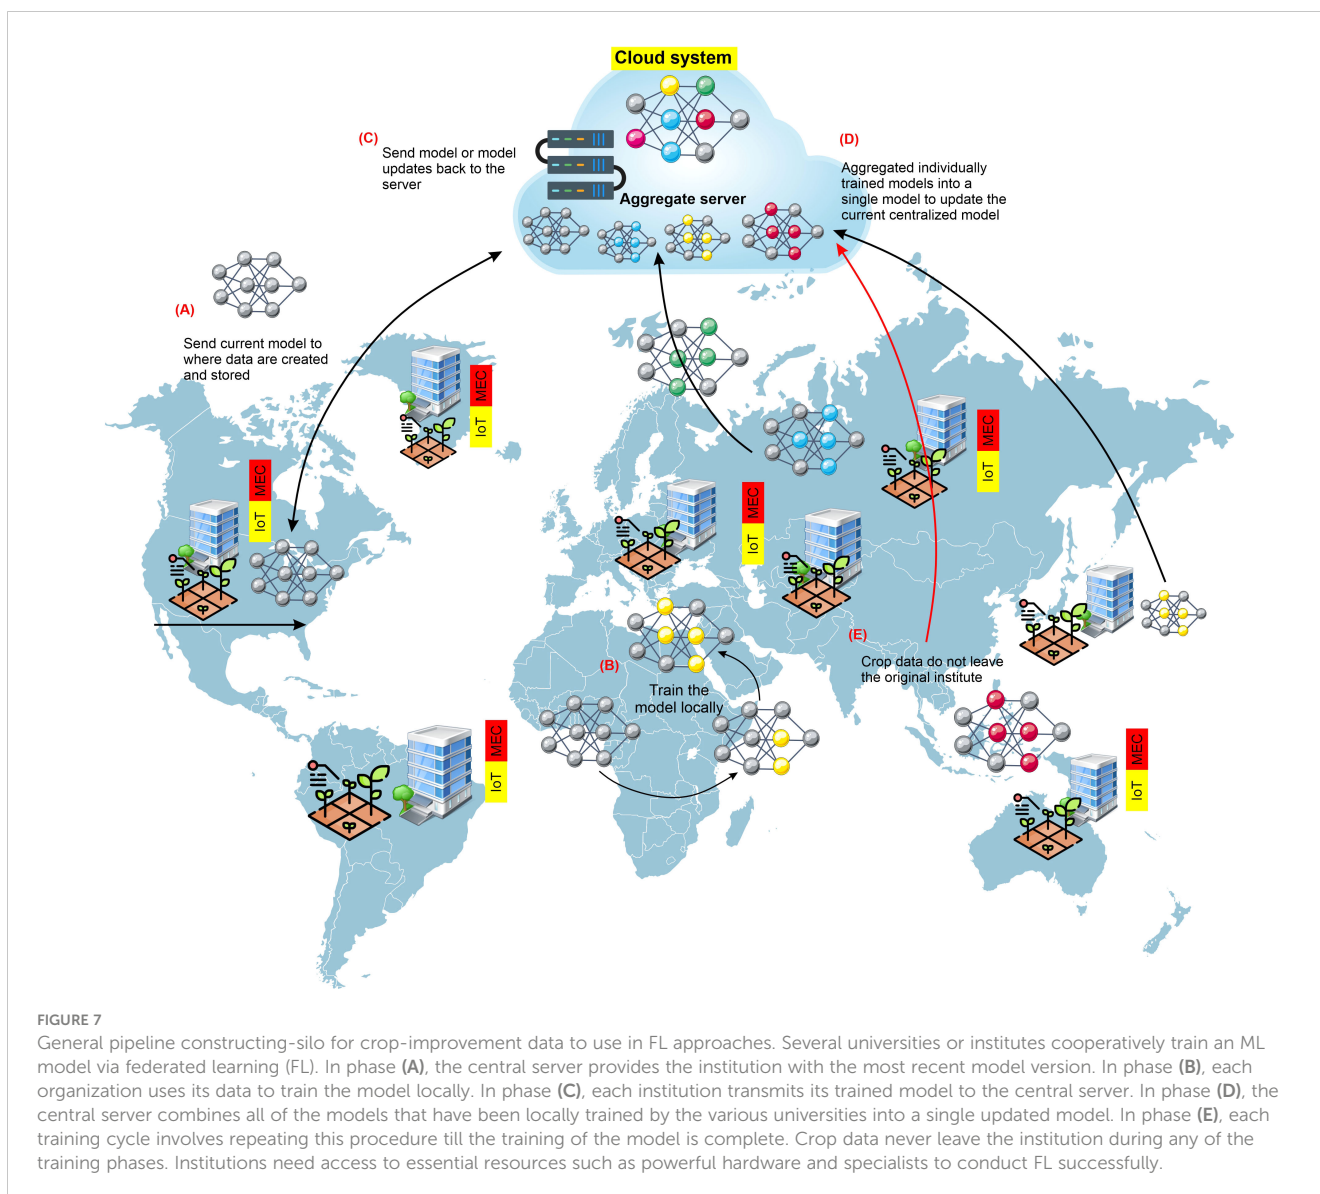 Cloud system
(C)
Send model or model
updates back to the
server
(D)
Aggregated individually
trained models into a
single model to update the
current centralized model
Aggregate server
(A)
Send current model to
where data are created
and stored
MEC
IoT
MEC
IoT
MEC
IoT
MEC
IoT
(B)
Train the
model locally
(E)
Crop data do not leave
the original institute
MEC
IoT
MEC
IoT
FIGURE 7
General pipeline constructing-silo for crop-improvement data to use in FL approaches. Several universities or institutes cooperatively train an ML
model via federated learning (FL). In phase (A), the central server provides the institution with the most recent model version. In phase (B), each
organization uses its data to train the model locally. In phase (C), each institution transmits its trained model to the central server. In phase (D), the
central server combines all of the models that have been locally trained by the various universities into a single updated model. In phase (E), each
training cycle involves repeating this procedure till the training of the model is complete. Crop data never leave the institution during any of the
training phases. Institutions need access to essential resources such as powerful hardware and specialists to conduct FL successfully.